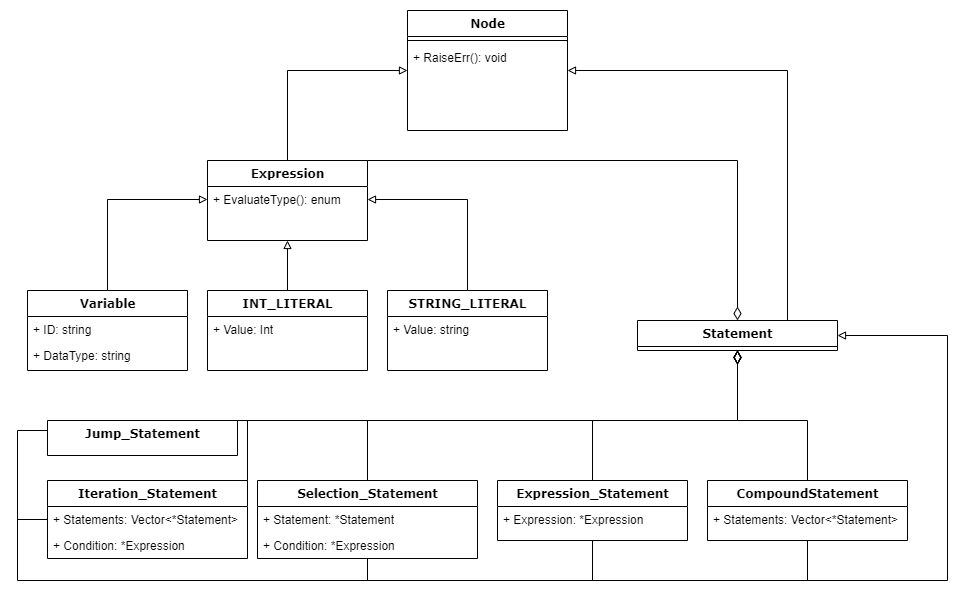 Node
+ RaiseErr(): void
Expression
+ EvaluateType(): enum
Variable
+ ID: string
+ DataType: string
INT_LITERAL
+ Value: Int
STRING_LITERAL
+ Value: string
Statement
Jump_Statement
Iteration_Statement
+ Statements: Vector<*Statement>
+ Condition: *Expression
Selection_Statement
+ Statement: *Statement
+ Condition: *Expression
Expression_Statement
+ Expression: *Expression
CompoundStatement
+ Statements: Vector<*Statement>